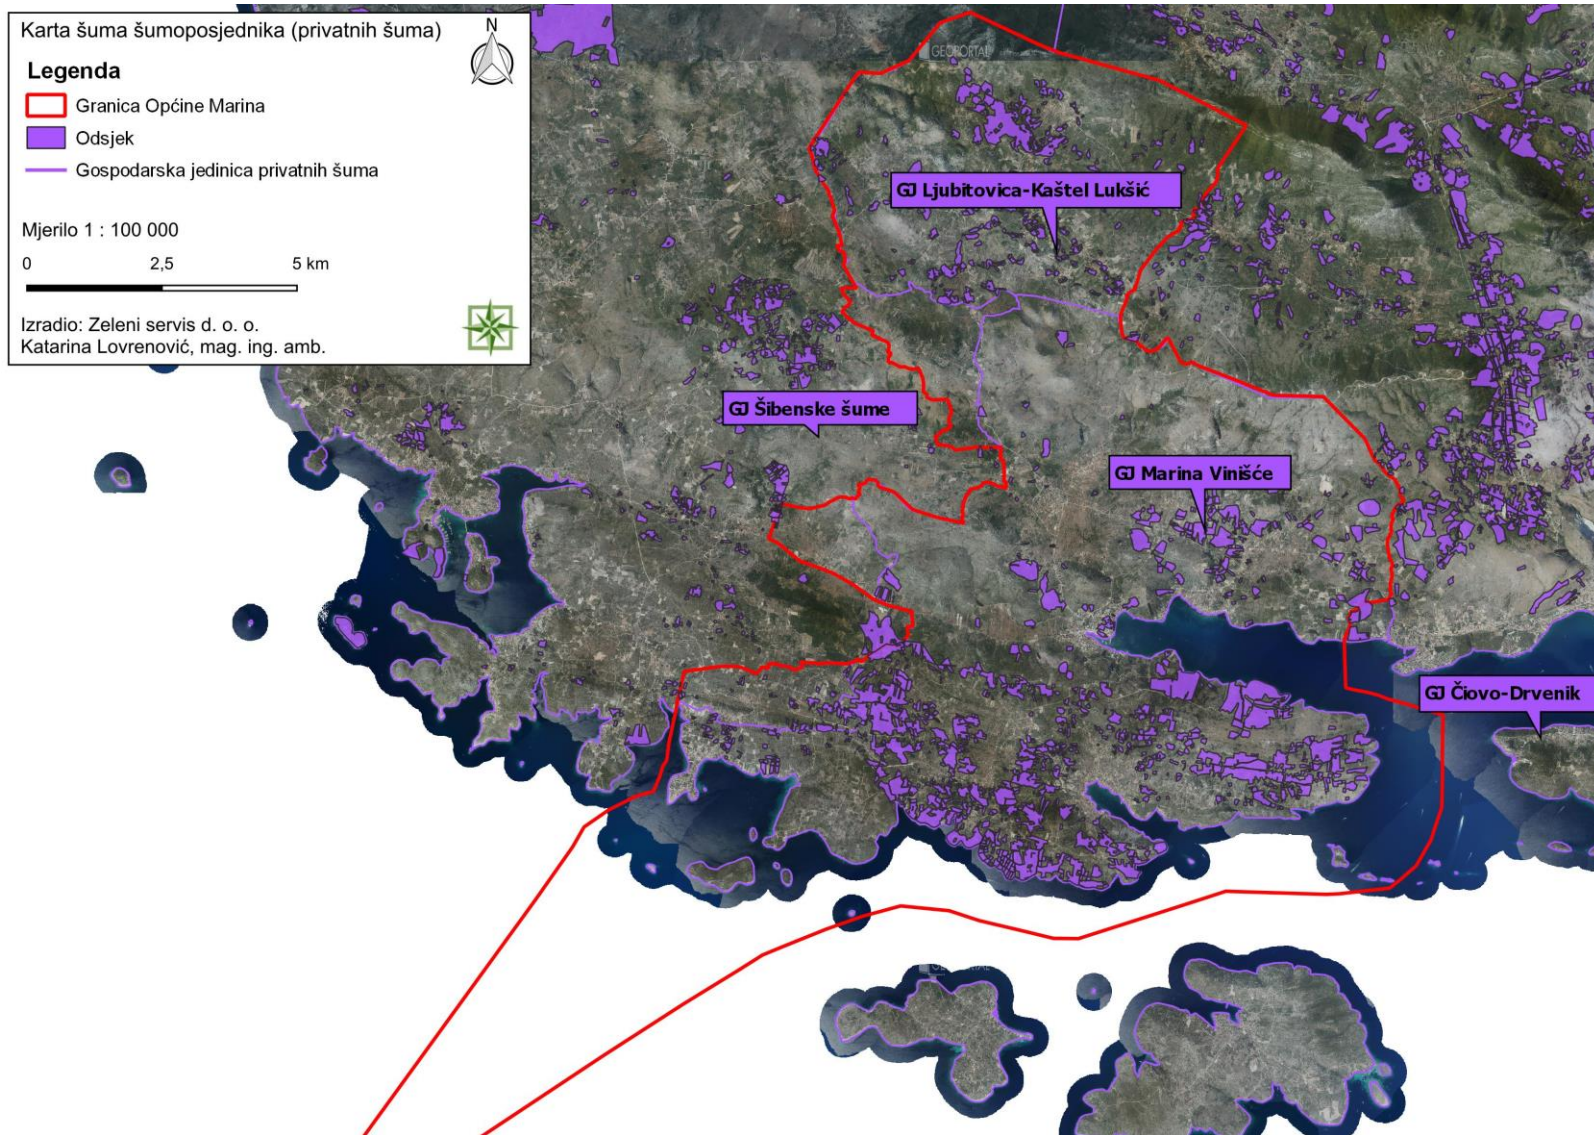 Karta šuma šumoposjednika (privatnih šuma)
N
Legenda
Granica Općine Marina
Odsjek
Gospodarska jedinica privatnih šuma
Mjerilo 1 : 100 000
0 2,5 5 km
Izradio: Zeleni servis d. o. o.
Katarina Lovrenović, mag. ing. amb.
GEOPORTAL
GJ Ljubitovica-Kaštel Lukšić
GJ Šibenske šume
GJ Marina Vinišće
GJ Čiovo-Drvenik